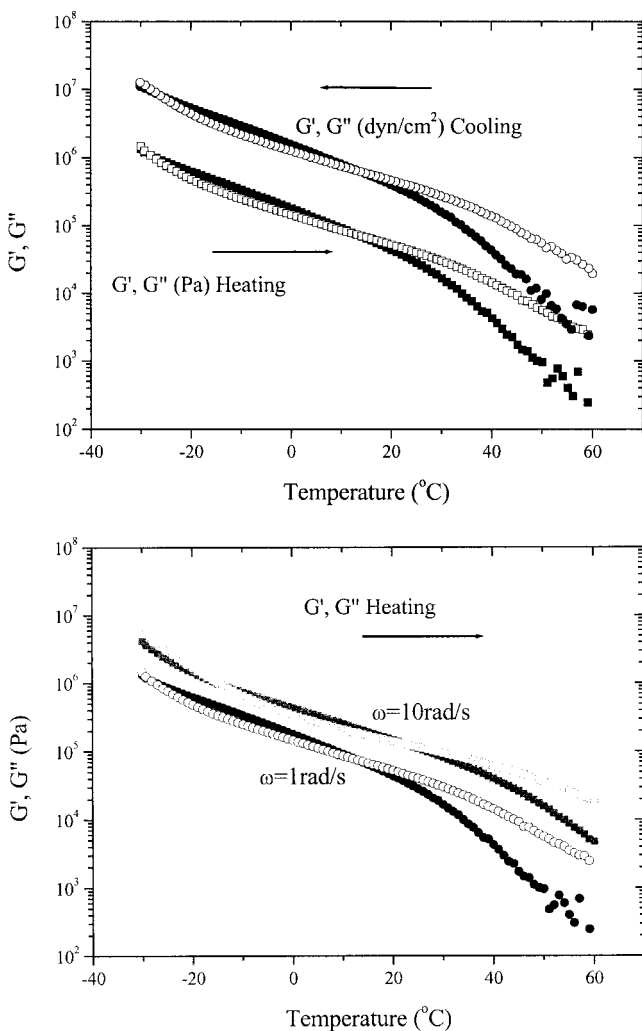 10^8
10^7
10^6
10^5
10^4
10^3
10^2
G', G"
G', G" (dyn/cm^2) Cooling
G', G" (Pa) Heating
-40 -20 0 20 40 60
Temperature (°C)
10^8
10^7
10^6
10^5
10^4
10^3
10^2
G', G" (Pa)
G', G" Heating
ω=10rad/s
ω=1rad/s
-40 -20 0 20 40 60
Temperature (°C)